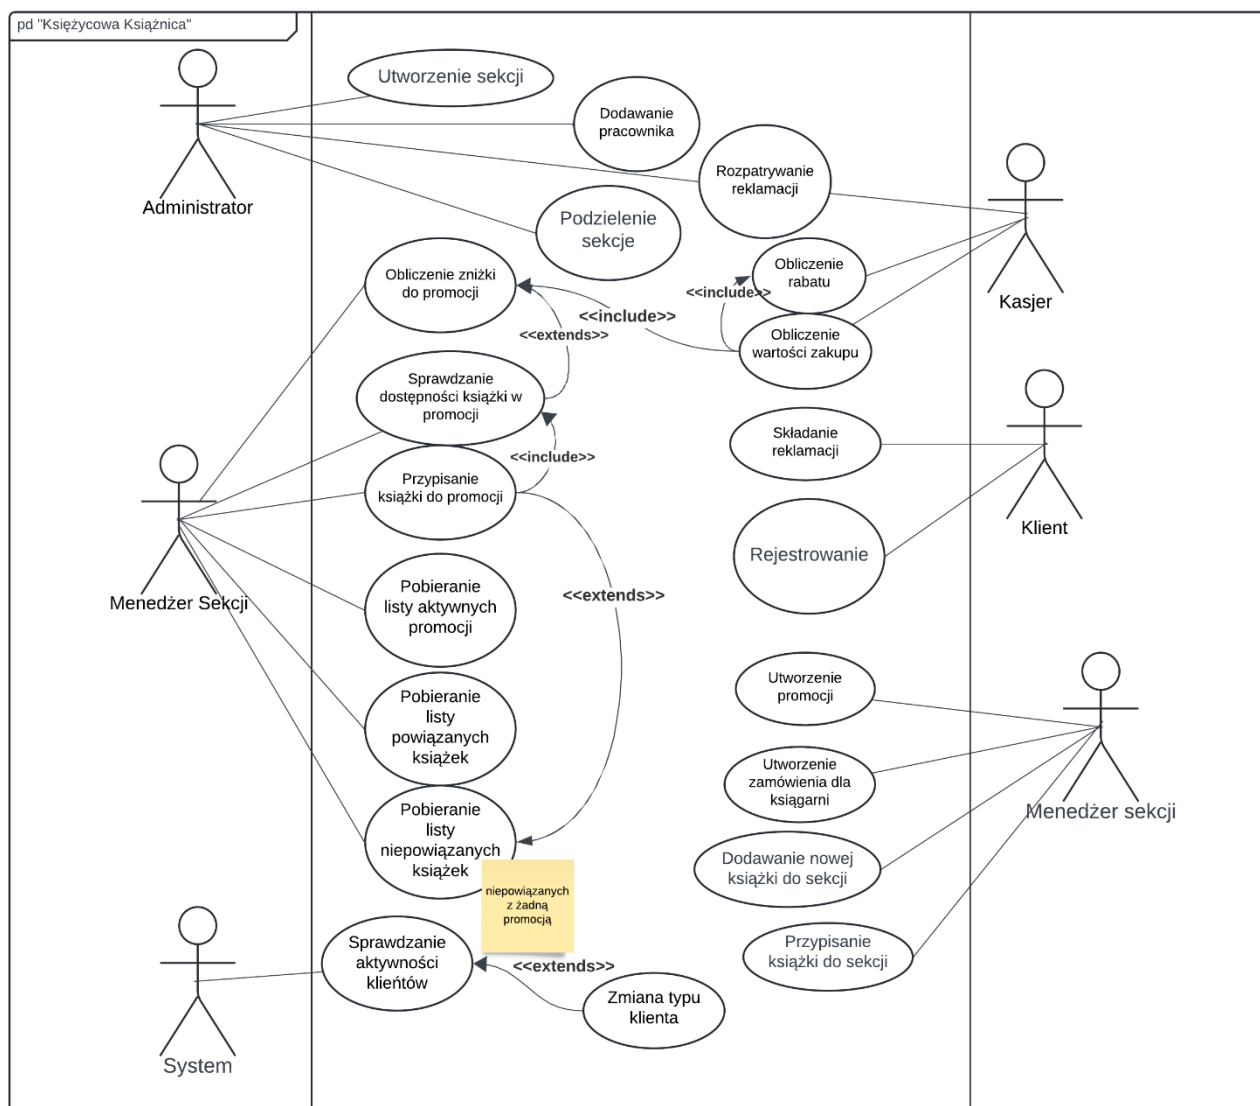 pd "Księżycowa Książnica"
Utworzenie sekcji
Dodawanie
pracownika
Rozpatrywanie
reklamacji
Administrator
Podzielenie
sekcje
Kasjer
Obliczenie zniżki
do promocji
Obliczenie
rabatu
<<include>>
<<include>>
<<extends>>
Obliczenie
wartości zakupu
Sprawdzanie
dostępności książki w
promocji
Składanie
reklamacji
<<include>>
Przypisanie
książki do promocji
Klient
Rejestrowanie
Menedżer Sekcji
Pobieranie
listy aktywnych
promocji
<<extends>>
Utworzenie
promocji
Pobieranie
listy
powiązanych
książek
Utworzenie
zamówienia dla
księgarni
Menedżer sekcji
Pobieranie
listy
niepowiązanych
książek
niepowiązanych
z żadną
promocją
Dodawanie nowej
książki do sekcji
Przypisanie
książki do sekcji
Sprawdzanie
aktywności
klieńtów
<<extends>>
Zmiana typu
klienta
System